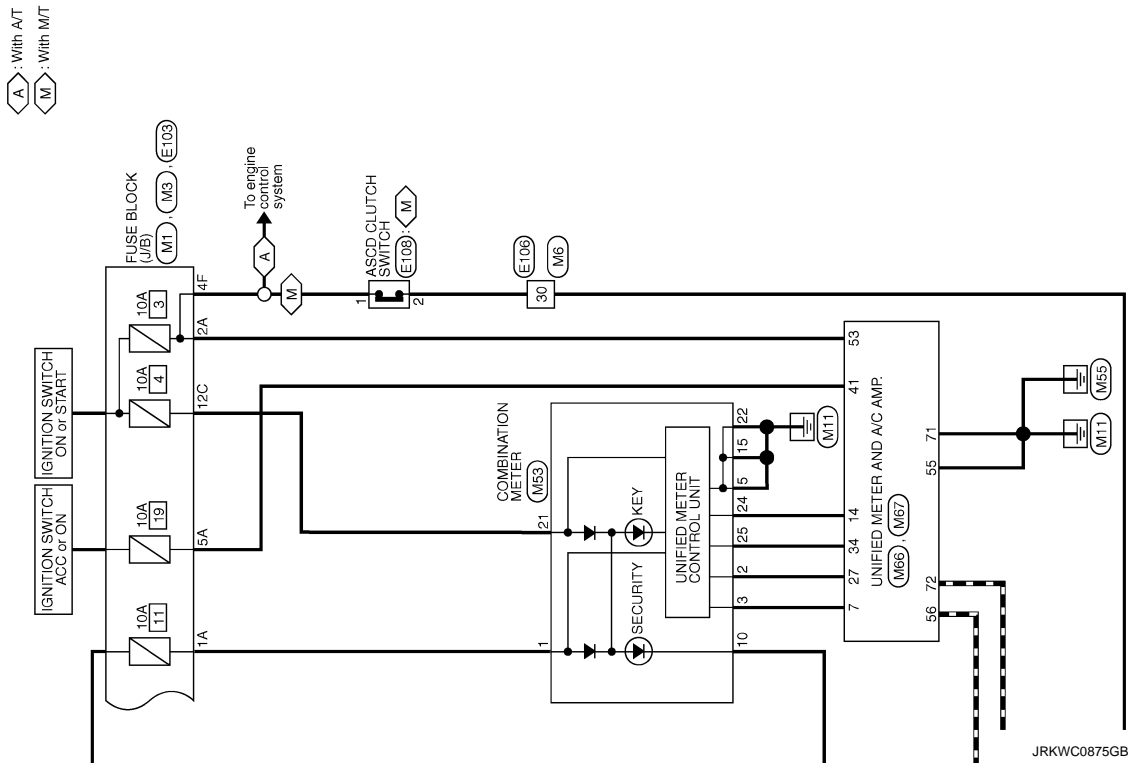 A : With A/T
M : With M/T
IGNITION SWITCH
ON or START
IGNITION SWITCH
ACC or ON
FUSE BLOCK
(J/B)
M1 , M3 , E103
10A
11
10A
19
10A
4
10A
3
1A
5A
12C
2A
4F
A
To engine
control
system
M
ASCD CLUTCH
SWITCH
E108 : M
1
2
E106
M6
30
COMBINATION
METER
M53
1
21
SECURITY
KEY
UNIFIED METER
CONTROL UNIT
10
3
2
25
24
5
15
22
M11
7
27
34
14
41
53
UNIFIED METER AND A/C AMP.
M66 , M67
56
72
55
71
M11
M55
JRKWC0875GB